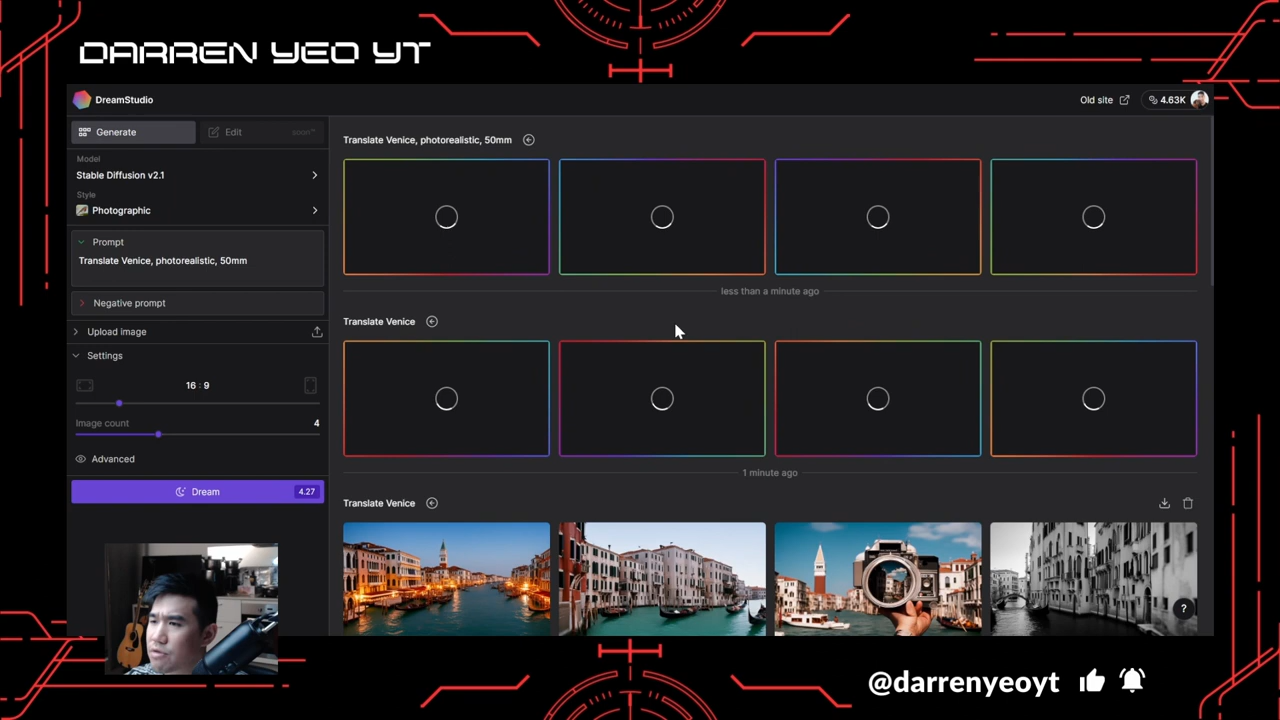 DARREN YEO YT
DreamStudio
Old site
4.63K
Generate
Edit
soon™
Model
Stable Diffusion v2.1
Style
Photographic
Prompt
Translate Venice, photorealistic, 50mm
Negative prompt
Upload image
Settings
16 : 9
Image count
4
Advanced
Dream
4.27
Translate Venice, photorealistic, 50mm
less than a minute ago
Translate Venice
1 minute ago
Translate Venice
?
@darrenyeoyt